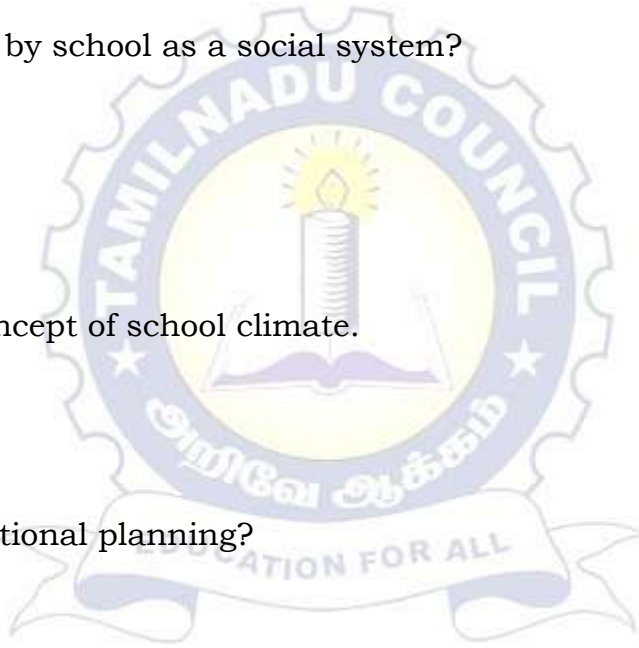 by school as a social system?
TAMILNADU COUNCIL
ncept of school climate.
அறிவே ஆக்கம்
tional planning?
EDUCATION FOR ALL